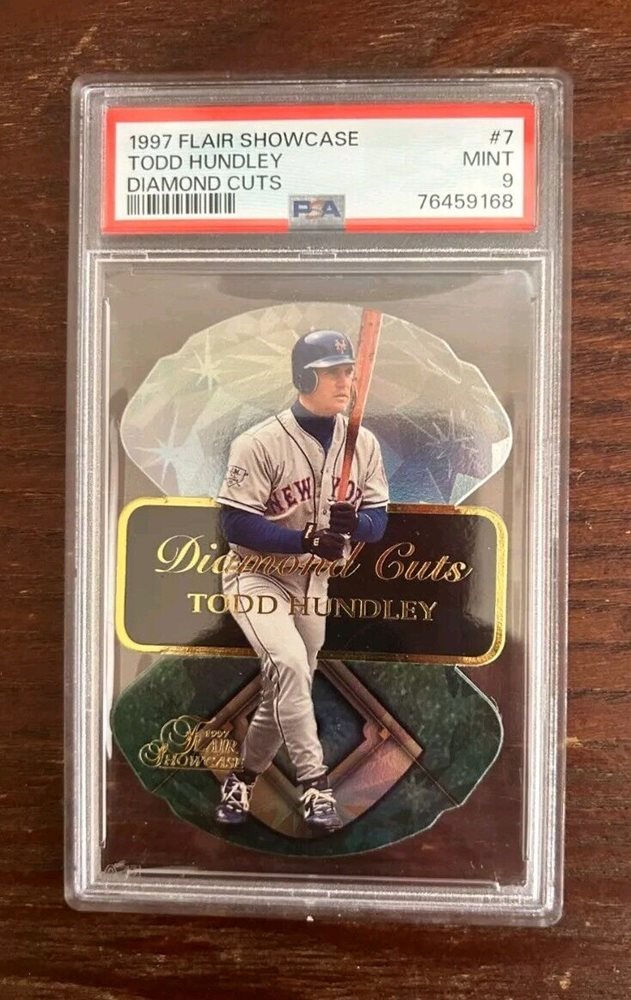 1997 FLAIR SHOWCASE #7
TODD HUNDLEY MINT
DIAMOND CUTS 9
PSA 76459168
NEW YORK
Diamond Cuts
TODD HUNDLEY
1997
FLAIR
SHOWCASE